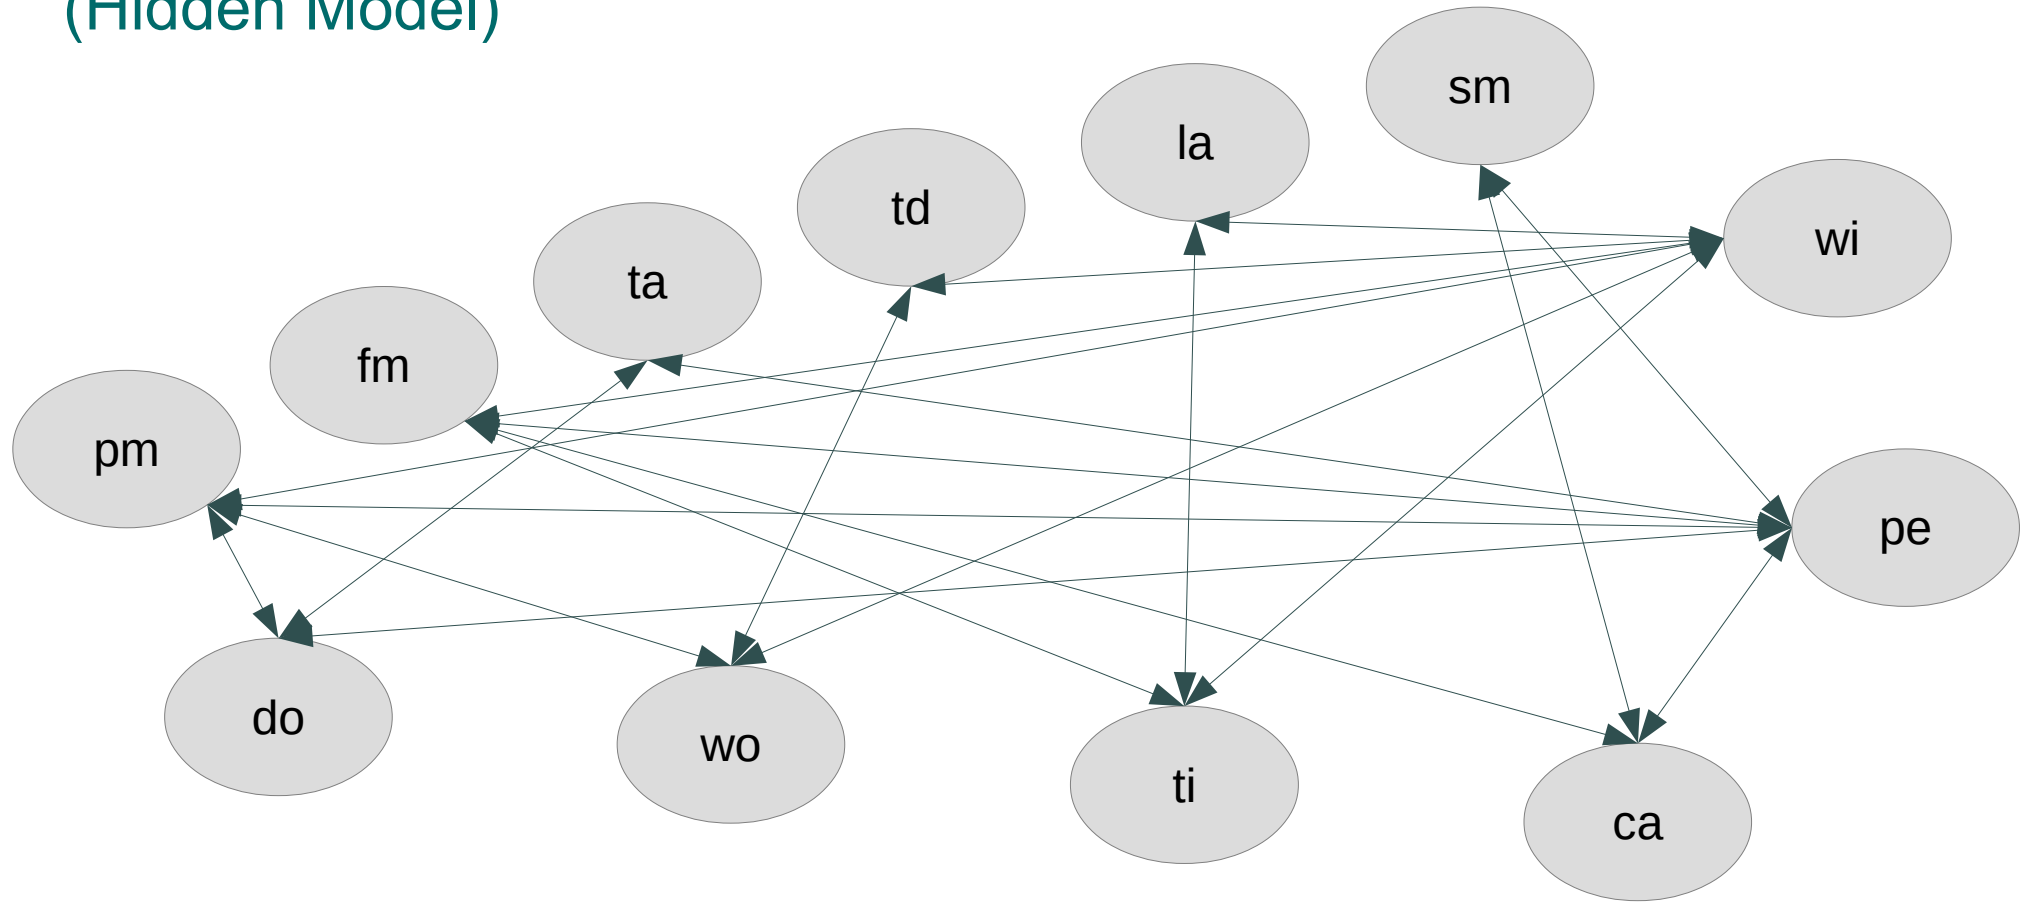 (Hidden Model)
sm
la
td
wi
ta
fm
pm
pe
do
wo
ti
ca